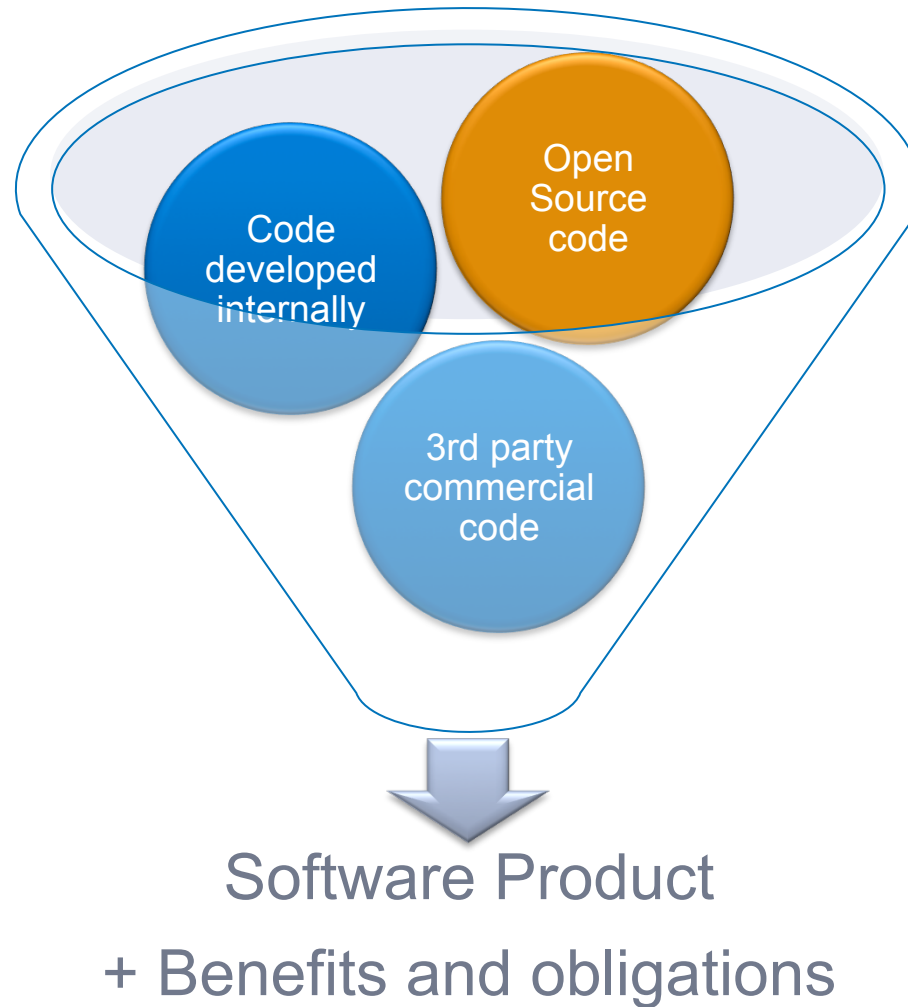 Open
Source
code
Code
developed
internally
3rd party
commercial
code
Software Product
+ Benefits and obligations